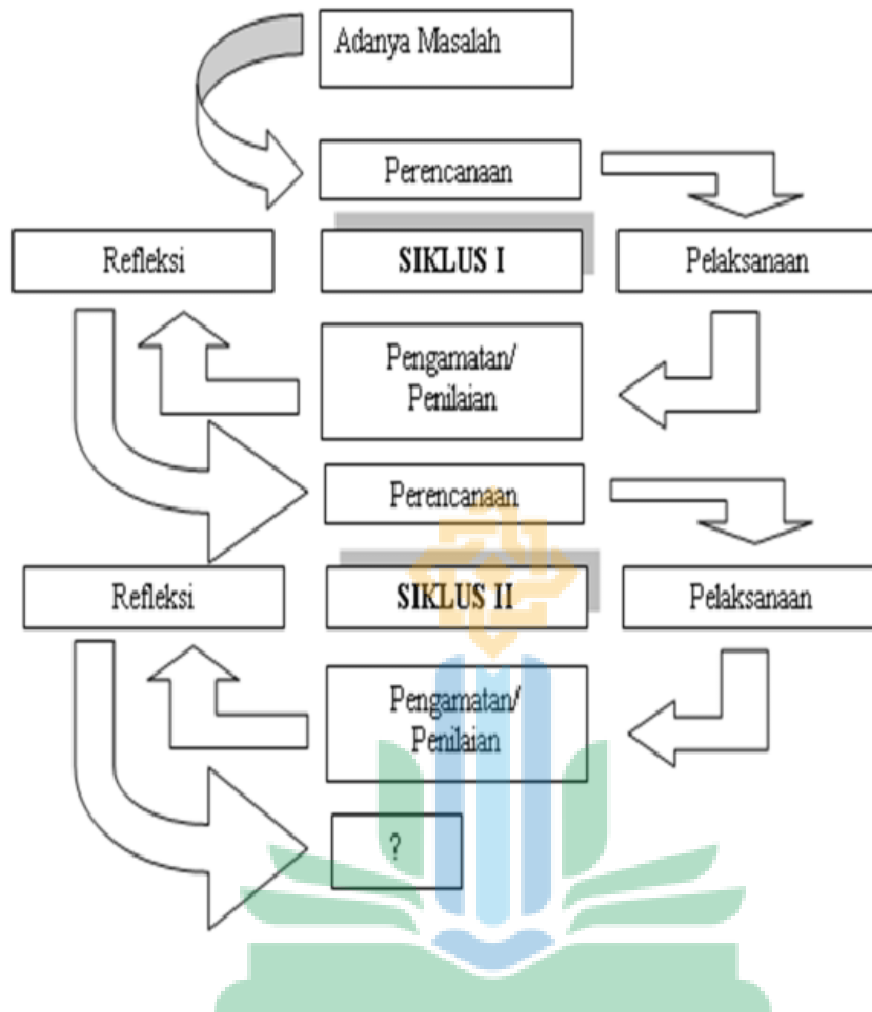 Adanya Masalah
Perencanaan
Refleksi
SIKLUS I
Pelaksanaan
Pengamatan/
Penilaian
Perencanaan
Refleksi
SIKLUS II
Pelaksanaan
Pengamatan/
Penilaian
?